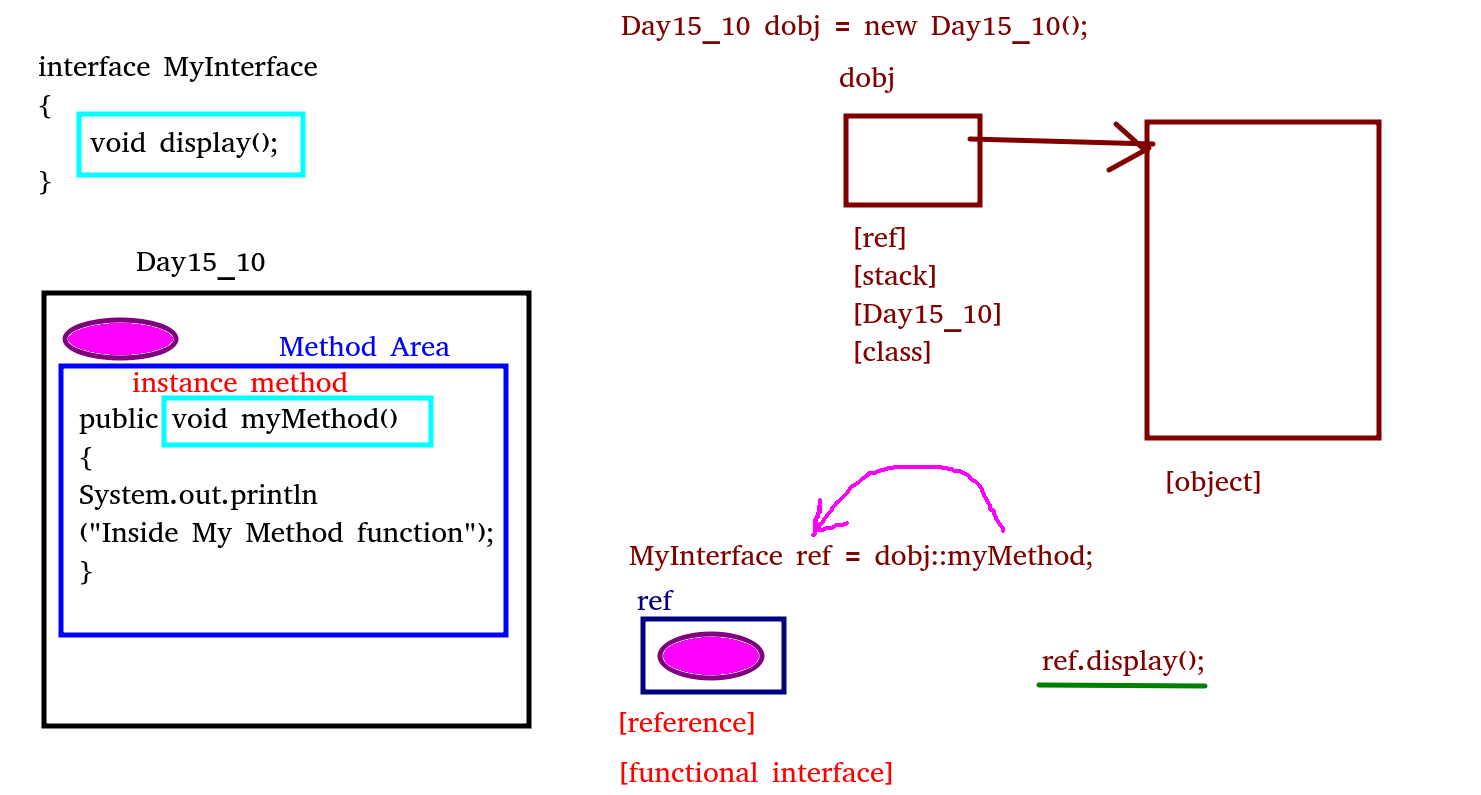 interface MyInterface
{
void display();
}
Day15_10
Method Area
instance method
public void myMethod()
{
System.out.println
("Inside My Method function");
}
Day15_10 dobj = new Day15_10();
dobj
[ref]
[stack]
[Day15_10]
[class]
[object]
MyInterface ref = dobj::myMethod;
ref
[reference]
[functional interface]
ref.display();